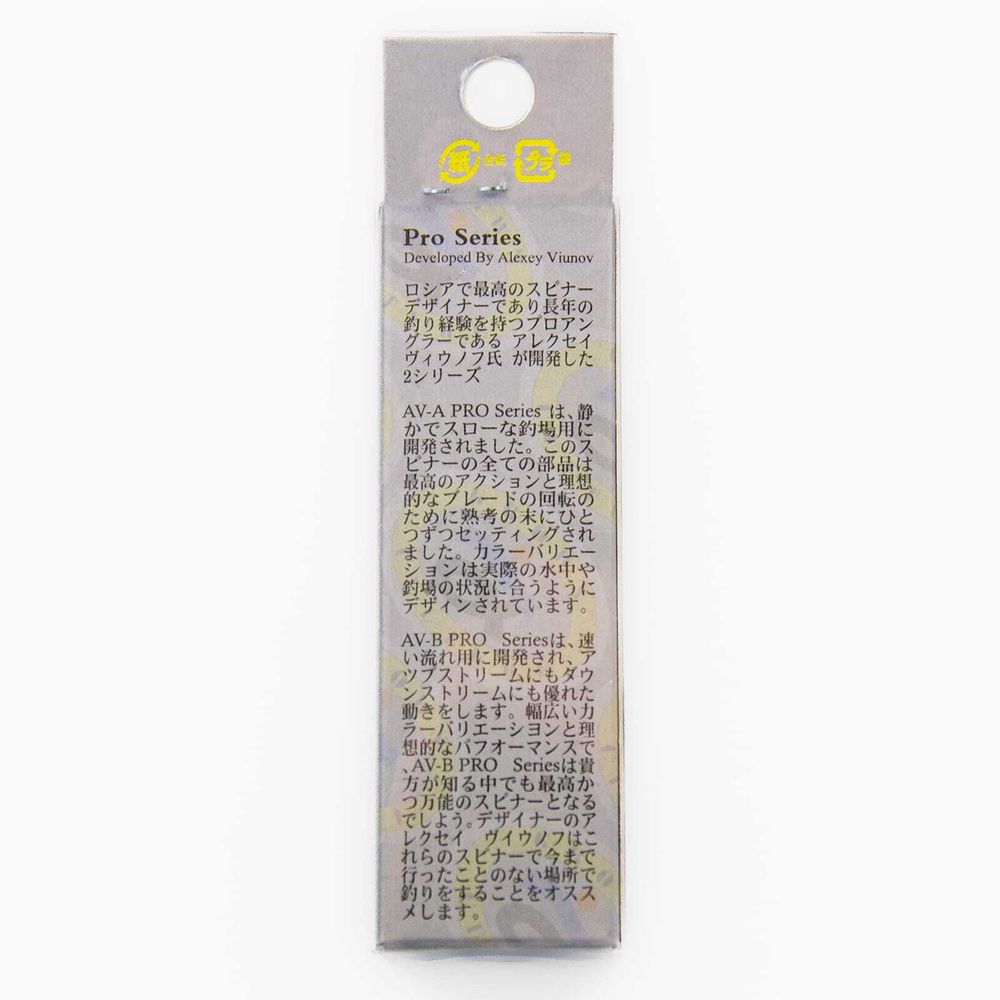 紙
プラ
Pro Series
Developed By Alexey Viunov
ロシアで最高のスピナー
デザイナーであり長年の
釣り経験を持つプロアン
グラーである アレクセイ
ヴィウノフ氏 が開発した
2シリーズ
AV-A PRO Series は、静
かでスローな釣場用に
開発されました。このス
ピナーの全ての部品は
最高のアクションと理想
的なブレードの回転の
ために熟考の末にひと
つずつセッティングされ
ました。カラーバリエー
ションは実際の水中や
釣場の状況に合うように
デザィンされています。
AV-B PRO Seriesは、速
い流れ用に開発され、ア
ップストリームにもダウ
ンストリームにも優れた
動きをします。幅広いカ
ラーバリエーションと理
想的なパフオーマンスで
、AV-B PRO Seriesは貴
方が知る中でも最高か
つ万能のスピナーとなる
でしょう。デザイナーのア
レクセイ ヴイウノフはこ
れらのスピナーで今まで
行ったことのない場所で
釣りをすることをオスス
メします。